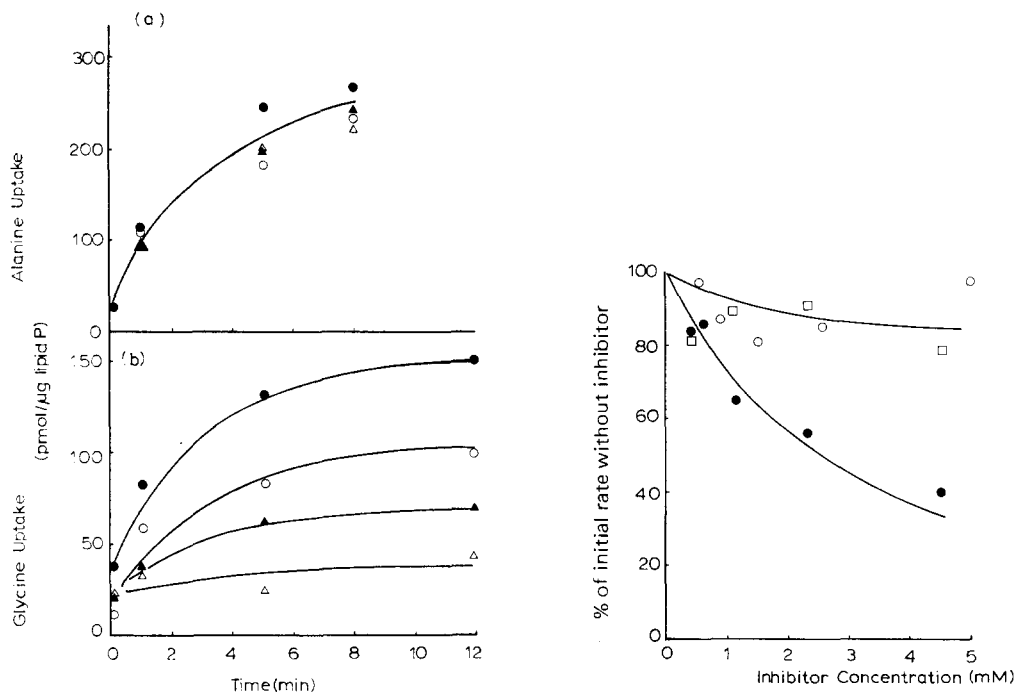 (a)
300
200
100
0
Alanine Uptake
(b)
150
100
50
0
Glycine Uptake
(pmol/µg lipid P)
0 2 4 6 8 10 12
Time(min)
100
80
60
40
20
0
% of initial rate without inhibitor
0 1 2 3 4 5
Inhibitor Concentration (mM)